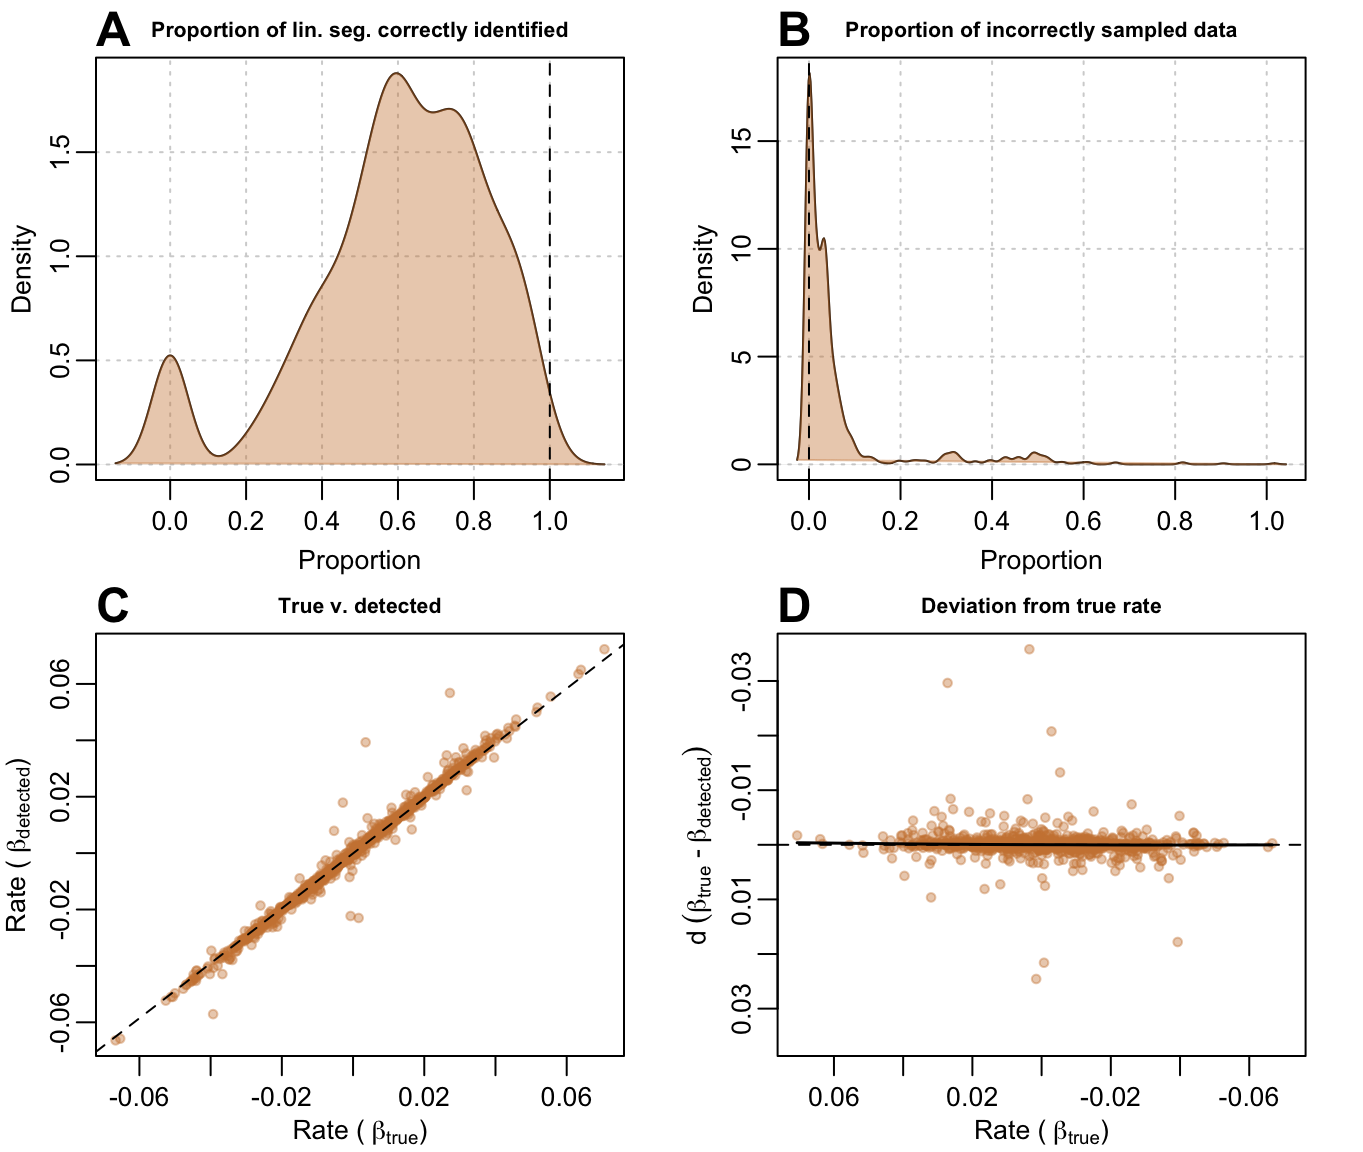 A Proportion of lin. seg. correctly identified
Density
0.0 0.5 1.0 1.5
0.0 0.2 0.4 0.6 0.8 1.0
Proportion
B Proportion of incorrectly sampled data
Density
0 5 10 15
0.0 0.2 0.4 0.6 0.8 1.0
Proportion
C True v. detected
Rate ( βdetected)
-0.06 -0.02 0.02 0.06
-0.06 -0.02 0.02 0.06
Rate ( βtrue)
D Deviation from true rate
d (βtrue - βdetected)
0.03 0.01 -0.01 -0.03
0.06 0.02 -0.02 -0.06
Rate ( βtrue)